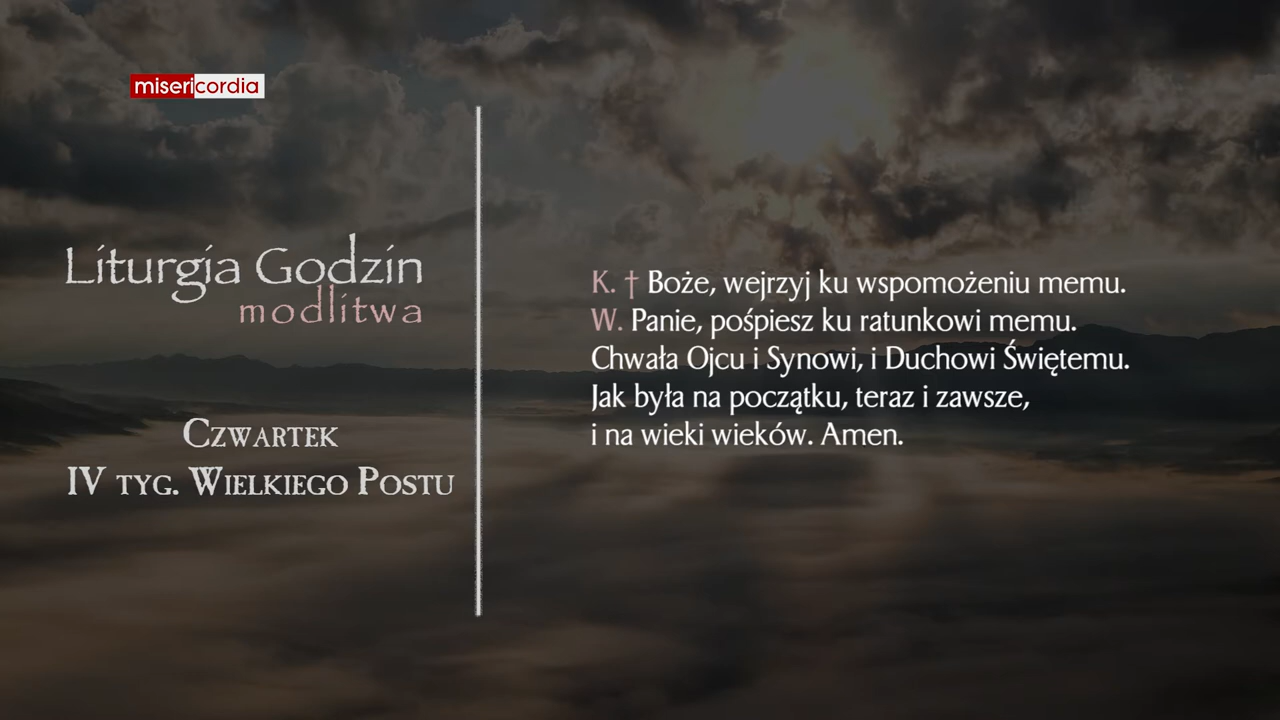 misericordia
Liturgia Godzin
modlitwa
Czwartek
IV tyg. Wielkiego Postu
K. † Boże, wejrzyj ku wspomożeniu memu.
W. Panie, pośpiesz ku ratunkowi memu.
Chwała Ojcu i Synowi, i Duchowi Świętemu.
Jak była na początku, teraz i zawsze,
i na wieki wieków. Amen.